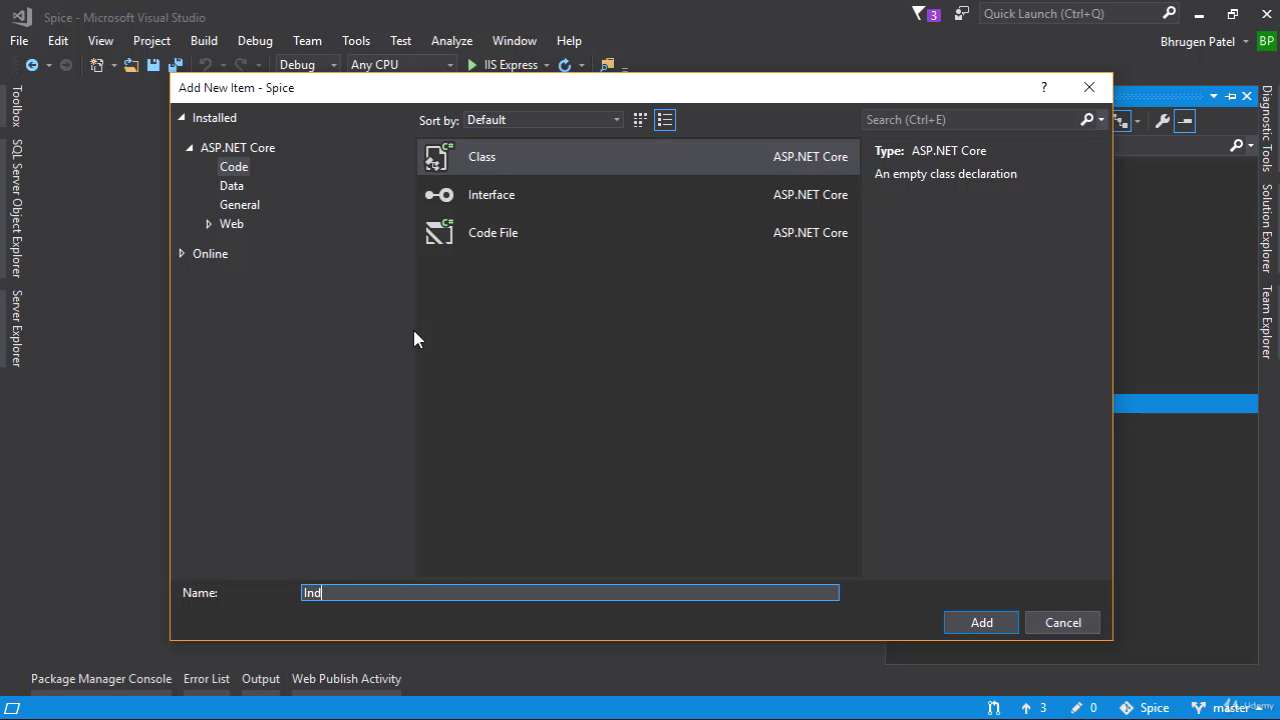 Spice - Microsoft Visual Studio
3
Quick Launch (Ctrl+Q)
File Edit View Project Build Debug Team Tools Test Analyze Window Help
Bhrugen Patel BP
Debug Any CPU IIS Express
Add New Item - Spice
?
Installed
Sort by: Default
Search (Ctrl+E)
ASP.NET Core
Code
Data
General
Web
Online
C# Class ASP.NET Core
Interface ASP.NET Core
C# Code File ASP.NET Core
Type: ASP.NET Core
An empty class declaration
Name: Ind
Add Cancel
Toolbox
SQL Server Object Explorer
Server Explorer
Diagnostic Tools
Solution Explorer
Team Explorer
Package Manager Console Error List Output Web Publish Activity
3 0 Spice master
Udemy